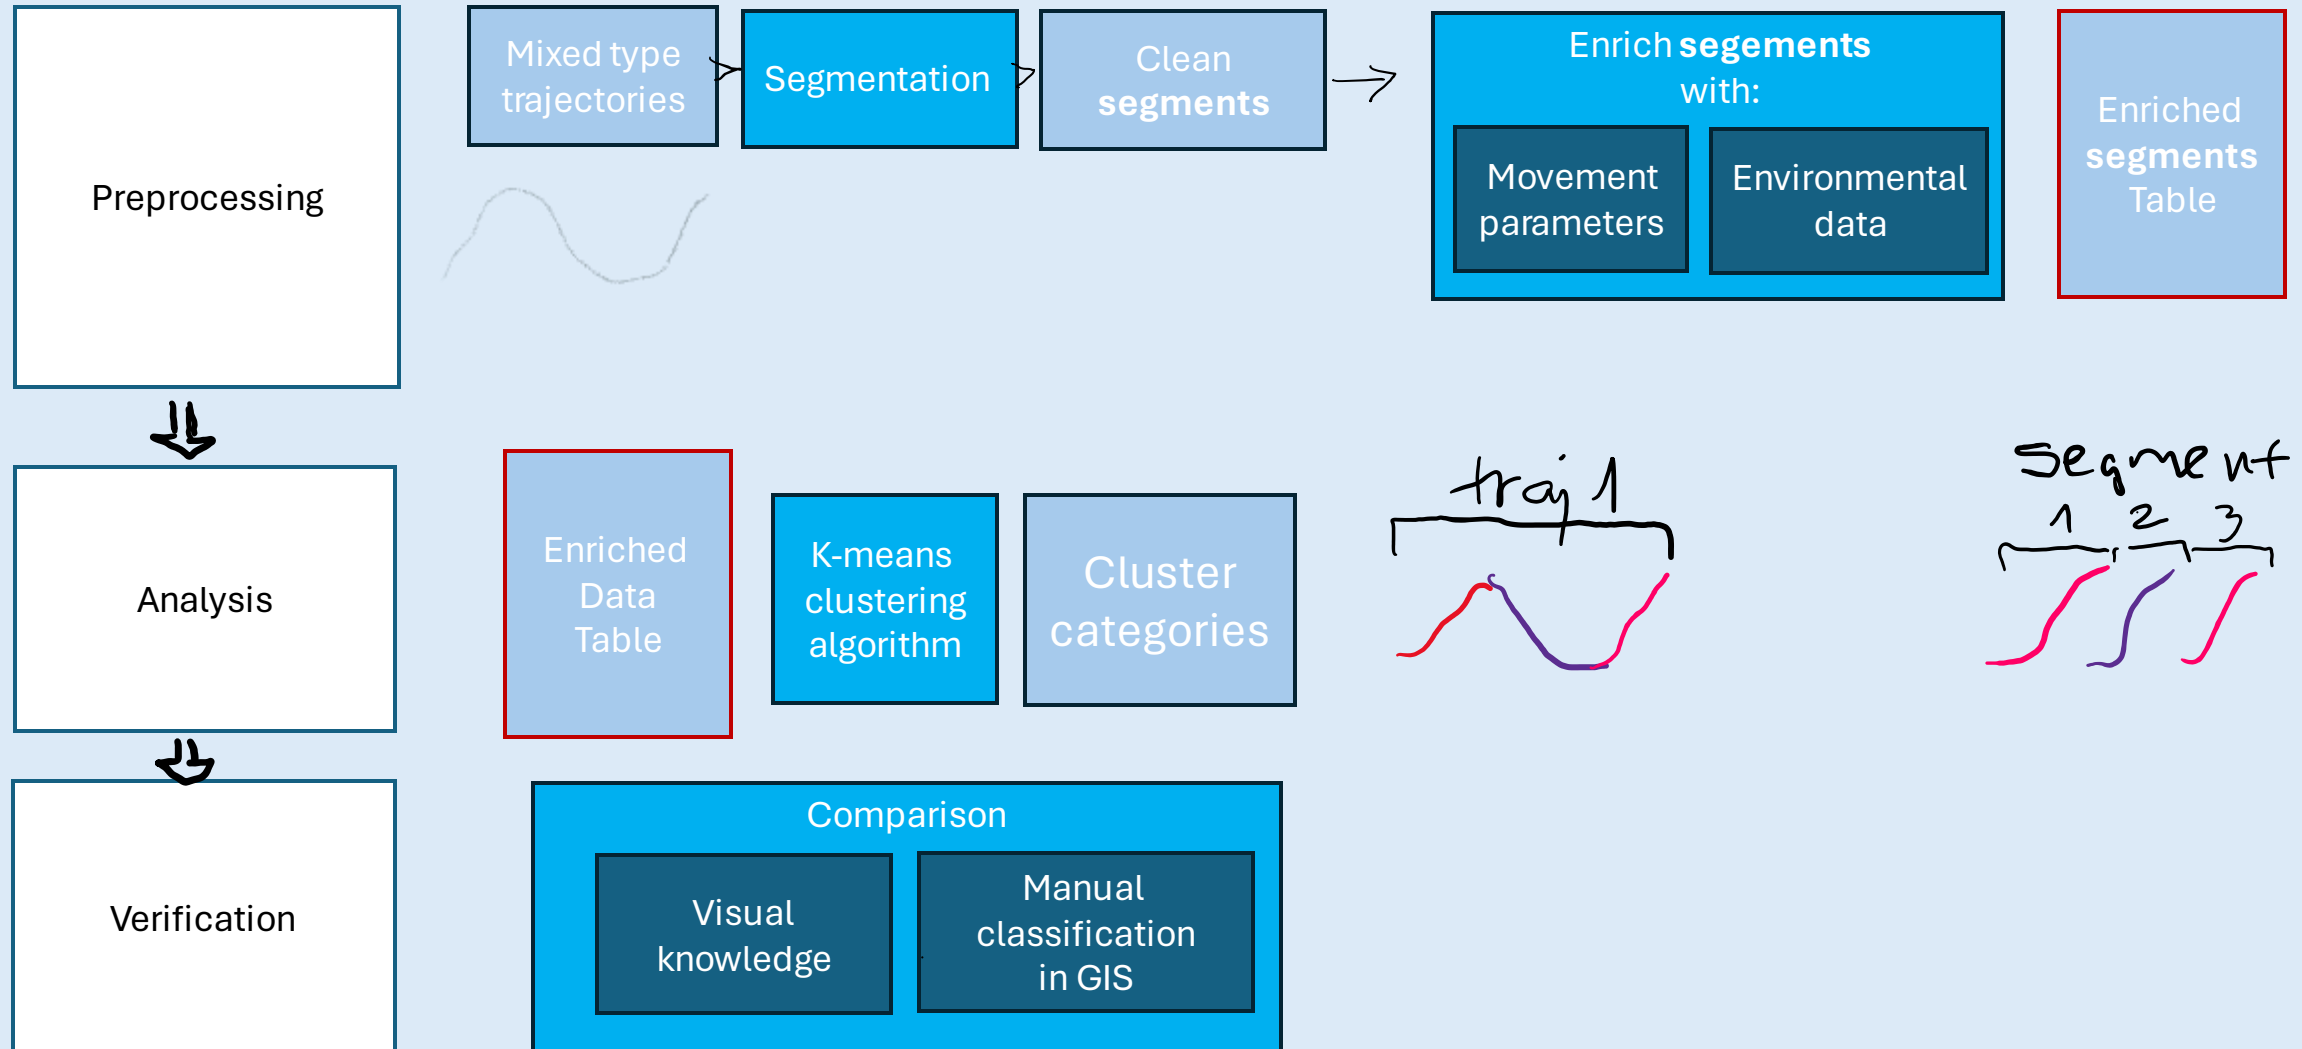 Preprocessing
Mixed type
trajectories
Segmentation
Clean
segments
Enrich segements
with:
Movement
parameters
Environmental
data
Enriched
segments
Table
Analysis
Enriched
Data
Table
K-means
clustering
algorithm
Cluster
categories
traj 1
segment
1 2 3
Verification
Comparison
Visual
knowledge
Manual
classification
in GIS